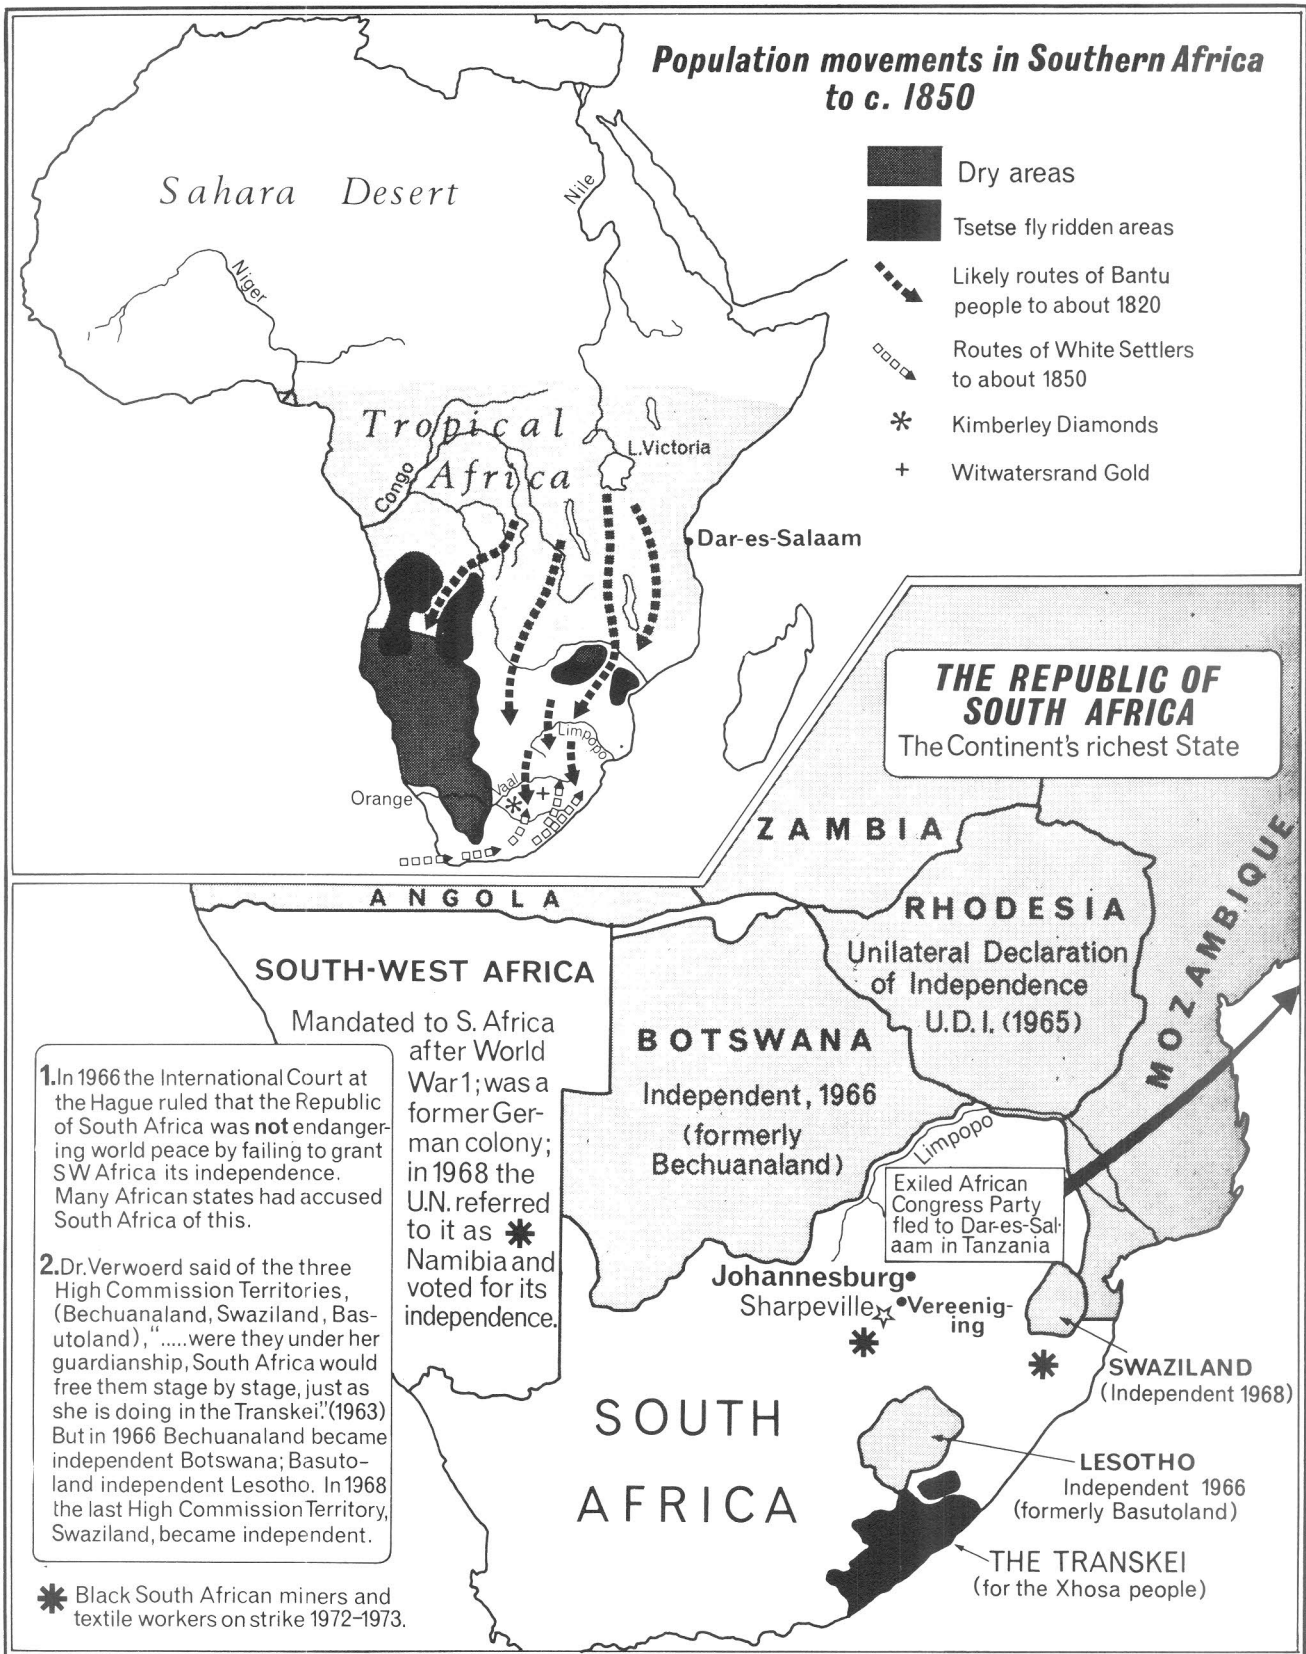 Population movements in Southern Africa
to c. 1850
Dry areas
Tsetse fly ridden areas
Likely routes of Bantu
people to about 1820
Routes of White Settlers
to about 1850
Kimberley Diamonds
Witwatersrand Gold
Sahara Desert
Nile
Niger
Tropical
Africa
L.Victoria
Congo
Dar-es-Salaam
Limpopo
Vaal
Orange
THE REPUBLIC OF
SOUTH AFRICA
The Continent's richest State
ZAMBIA
ANGOLA
RHODESIA
Unilateral Declaration
of Independence
U.D.I. (1965)
MOZAMBIQUE
SOUTH-WEST AFRICA
Mandated to S. Africa
after World
War 1; was a
former Ger-
man colony;
in 1968 the
U.N. referred
to it as
Namibia and
voted for its
independence.
BOTSWANA
Independent, 1966
(formerly
Bechuanaland)
Limpopo
Exiled African
Congress Party
fled to Dar-es-Sal-
aam in Tanzania
Johannesburg
Sharpeville
Vereenig-
ing
SWAZILAND
(Independent 1968)
SOUTH
AFRICA
LESOTHO
Independent 1966
(formerly Basutoland)
THE TRANSKEI
(for the Xhosa people)
1. In 1966 the International Court at
the Hague ruled that the Republic
of South Africa was not endanger-
ing world peace by failing to grant
SW Africa its independence.
Many African states had accused
South Africa of this.
2. Dr. Verwoerd said of the three
High Commission Territories,
(Bechuanaland, Swaziland, Bas-
utoland), ".....were they under her
guardianship, South Africa would
free them stage by stage, just as
she is doing in the Transkei." (1963)
But in 1966 Bechuanaland became
independent Botswana; Basuto-
land independent Lesotho. In 1968
the last High Commission Territory,
Swaziland, became independent.
Black South African miners and
textile workers on strike 1972-1973.